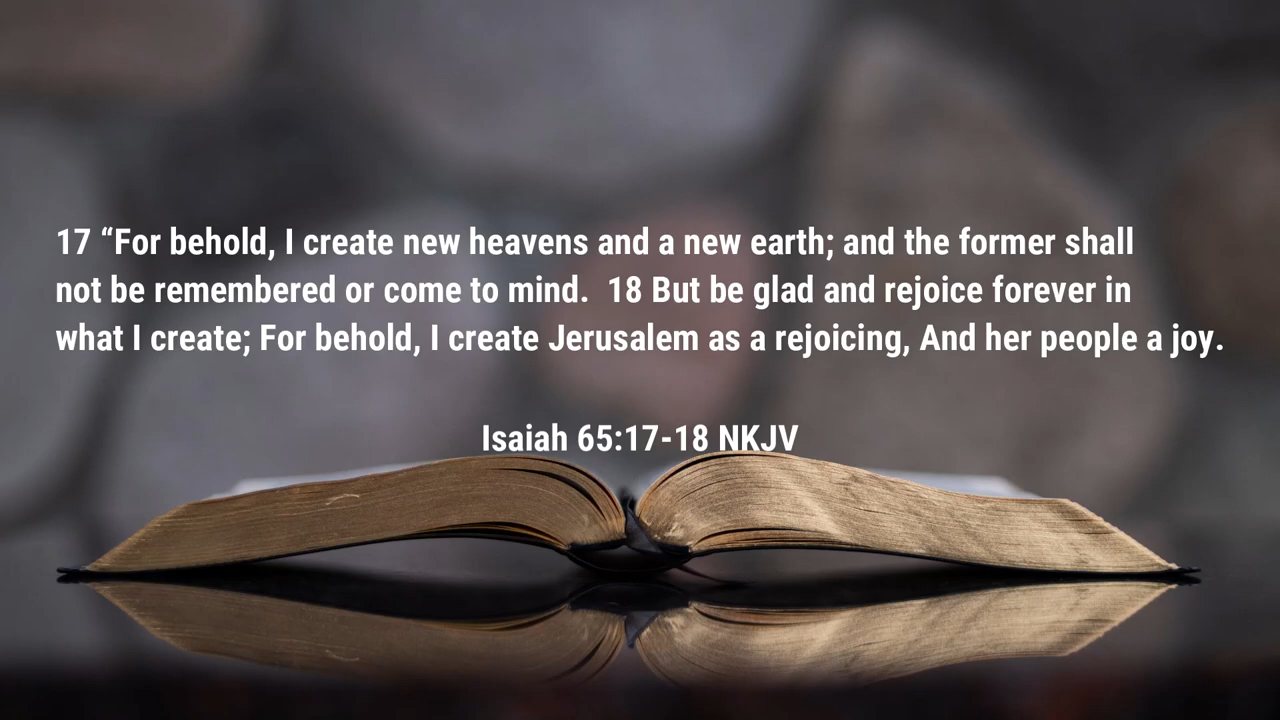 17 “For behold, I create new heavens and a new earth; and the former shall
not be remembered or come to mind.  18 But be glad and rejoice forever in
what I create; For behold, I create Jerusalem as a rejoicing, And her people a joy.
Isaiah 65:17-18 NKJV